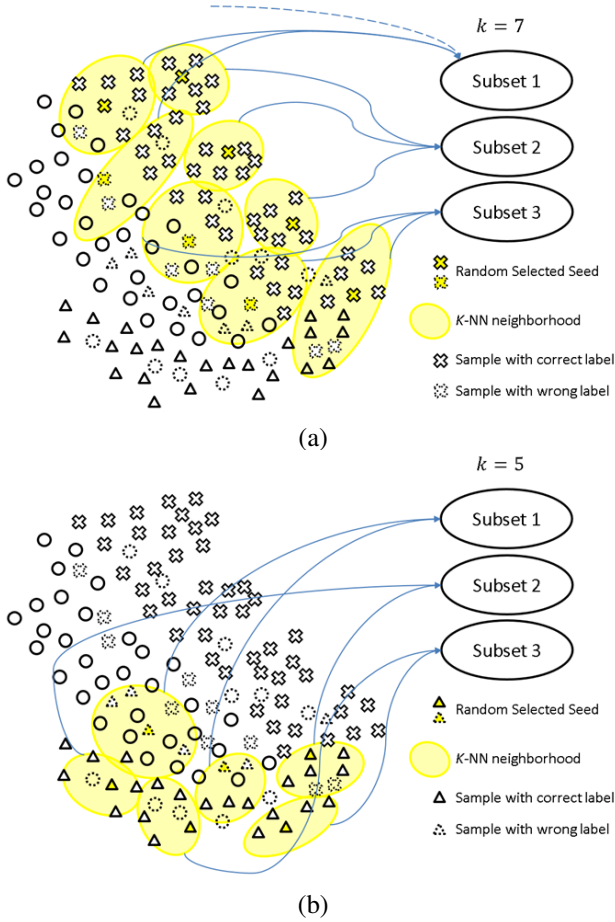 k = 7
Subset 1
Subset 2
Subset 3
Random Selected Seed
K-NN neighborhood
Sample with correct label
Sample with wrong label
(a)
k = 5
Subset 1
Subset 2
Subset 3
Random Selected Seed
K-NN neighborhood
Sample with correct label
Sample with wrong label
(b)